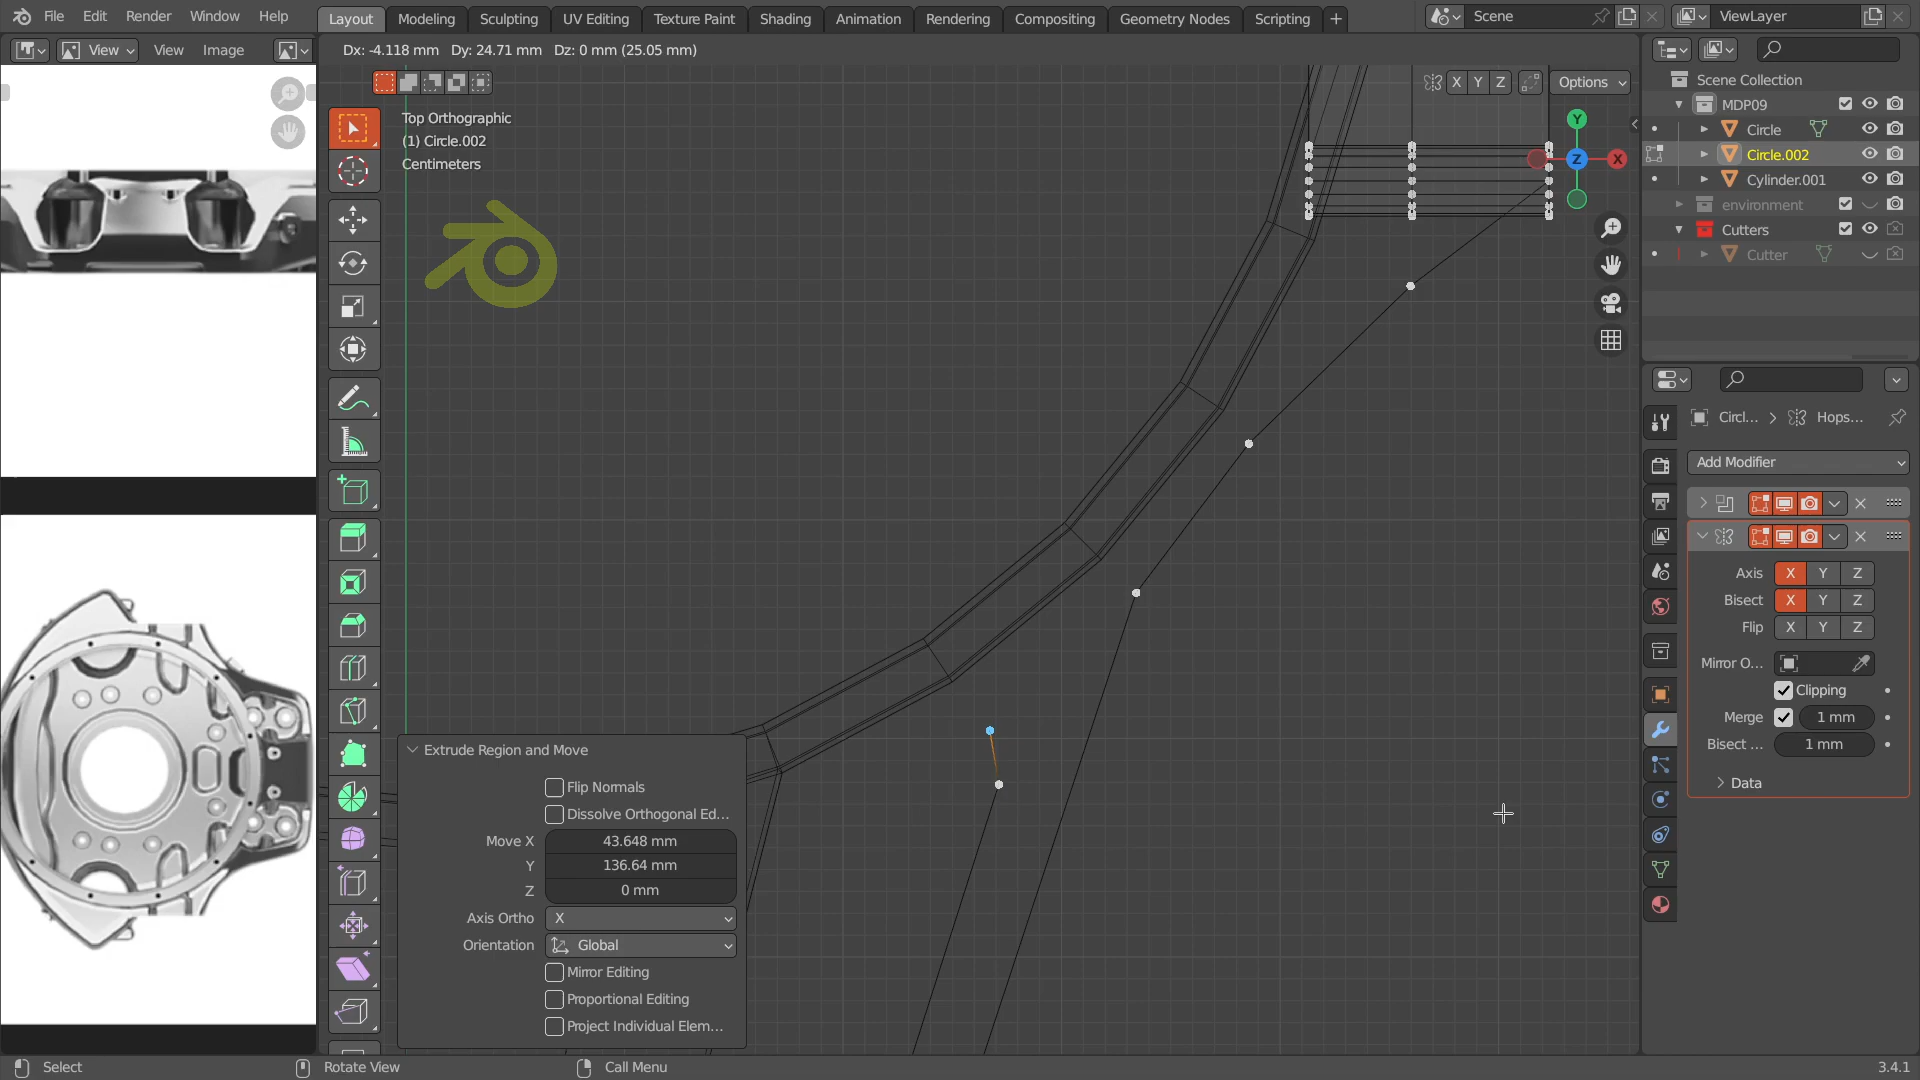 File Edit Render Window Help
Layout Modeling Sculpting UV Editing Texture Paint Shading Animation Rendering Compositing Geometry Nodes Scripting +
Scene
ViewLayer
View View Image
Dx: -4.118 mm Dy: 24.71 mm Dz: 0 mm (25.05 mm)
X Y Z Options
Top Orthographic
(1) Circle.002
Centimeters
Y
Z X
Scene Collection
MDP09
Circle
Circle.002
Cylinder.001
environment
Cutters
Cutter
Circl... > Hops...
Add Modifier
Axis X Y Z
Bisect X Y Z
Flip X Y Z
Mirror O...
Clipping
Merge 1 mm
Bisect ... 1 mm
Data
Extrude Region and Move
Flip Normals
Dissolve Orthogonal Ed...
Move X 43.648 mm
Y 136.64 mm
Z 0 mm
Axis Ortho X
Orientation Global
Mirror Editing
Proportional Editing
Project Individual Elem...
Select Rotate View Call Menu 3.4.1